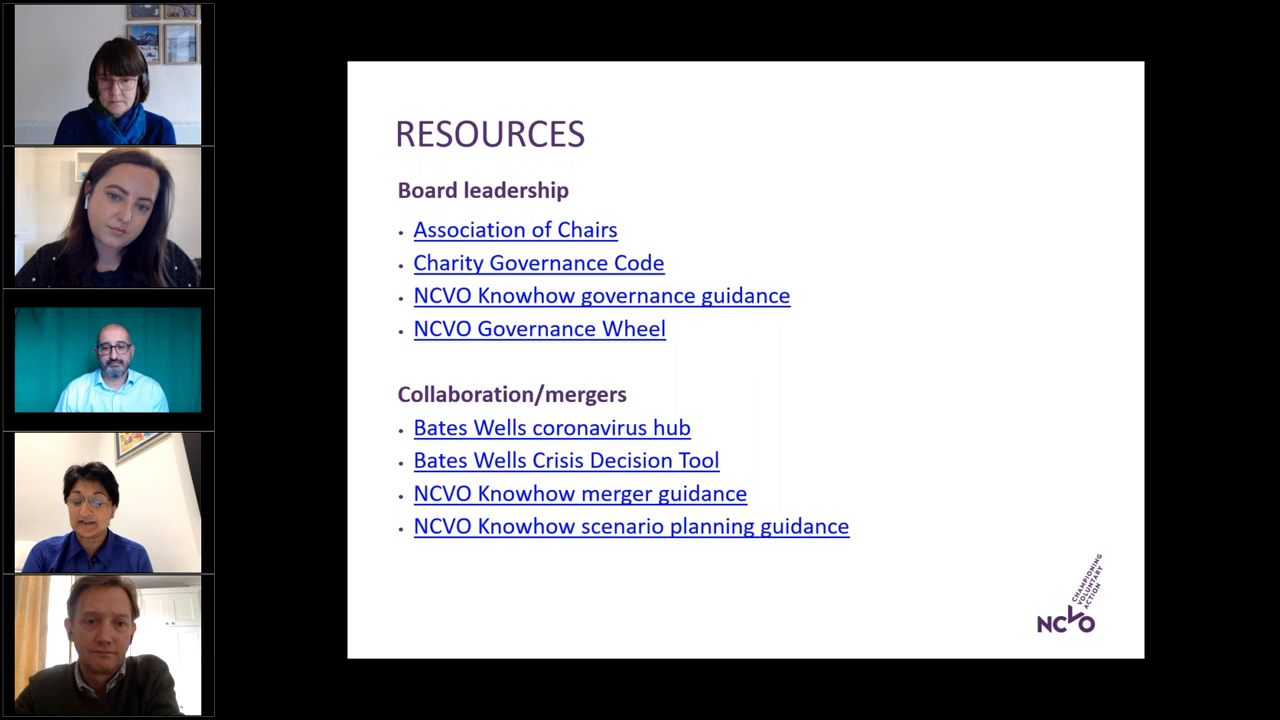 RESOURCES
Board leadership
• Association of Chairs
• Charity Governance Code
• NCVO Knowhow governance guidance
• NCVO Governance Wheel
Collaboration/mergers
• Bates Wells coronavirus hub
• Bates Wells Crisis Decision Tool
• NCVO Knowhow merger guidance
• NCVO Knowhow scenario planning guidance
CHAMPIONING
VOLUNTARY
ACTION
NCVO